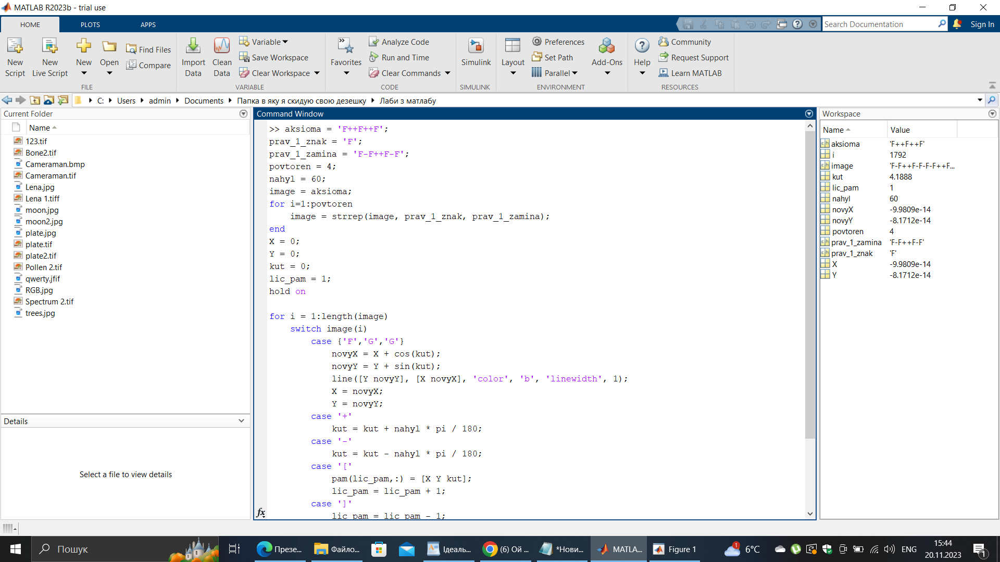 MATLAB R2023b - trial use
HOME PLOTS APPS
Search Documentation
Sign In
New Script
New Live Script
New
Open
Find Files
Compare
FILE
Import Data
Clean Data
Variable
Save Workspace
Clear Workspace
VARIABLE
Favorites
Analyze Code
Run and Time
Clear Commands
CODE
Simulink
SIMULINK
Layout
Preferences
Set Path
Parallel
Add-Ons
ENVIRONMENT
Help
Community
Request Support
Learn MATLAB
RESOURCES
C: Users admin Documents Папка в яку я скидую свою дезешку Лаби з матлабу
Current Folder
Name
123.tif
Bone2.tif
Cameraman.bmp
Cameraman.tif
Lena.jpg
Lena 1.tiff
moon.jpg
moon2.jpg
plate.jpg
plate.tif
plate2.tif
Pollen 2.tif
qwerty.jfif
RGB.jpg
Spectrum 2.tif
trees.jpg
Details
Select a file to view details
Command Window
>> aksioma = 'F++F++F';
prav_1_znak = 'F';
prav_1_zamina = 'F-F++F-F';
povtoren = 4;
nahyl = 60;
image = aksioma;
for i=1:povtoren
    image = strrep(image, prav_1_znak, prav_1_zamina);
end
X = 0;
Y = 0;
kut = 0;
lic_pam = 1;
hold on
for i = 1:length(image)
    switch image(i)
        case {'F','G','G'}
            novyX = X + cos(kut);
            novyY = Y + sin(kut);
            line([Y novyY], [X novyX], 'color', 'b', 'linewidth', 1);
            X = novyX;
            Y = novyY;
        case '+'
            kut = kut + nahyl * pi / 180;
        case '-'
            kut = kut - nahyl * pi / 180;
        case '['
            pam(lic_pam,:) = [X Y kut];
            lic_pam = lic_pam + 1;
        case ']'
            lic_pam = lic_pam - 1;
fx
Workspace
Name Value
aksioma 'F++F++F'
i 1792
image 'F-F++F-F-F-F++F...
kut 4.1888
lic_pam 1
nahyl 60
novyX -9.9809e-14
novyY -8.1712e-14
povtoren 4
prav_1_zamina 'F-F++F-F'
prav_1_znak 'F'
X -9.9809e-14
Y -8.1712e-14
Пошук
Презе...
Файло...
Ідеаль...
(6) Ой ...
*Нови...
MATLA...
Figure 1
1
6°C
ENG
15:44
20.11.2023
1